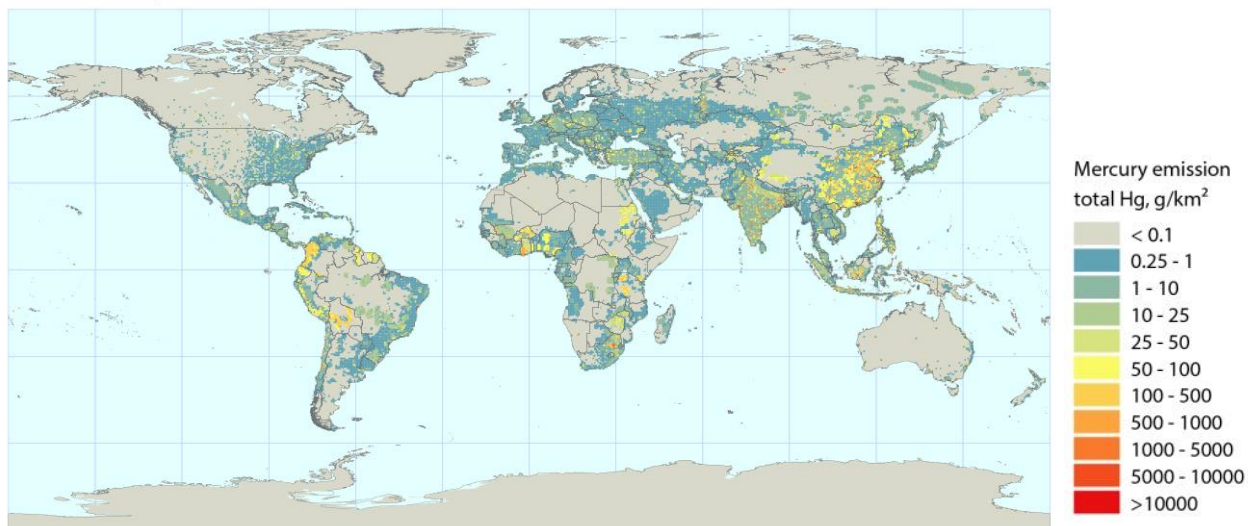 Mercury emission
total Hg, g/km²
< 0.1
0.25 - 1
1 - 10
10 - 25
25 - 50
50 - 100
100 - 500
500 - 1000
1000 - 5000
5000 - 10000
>10000